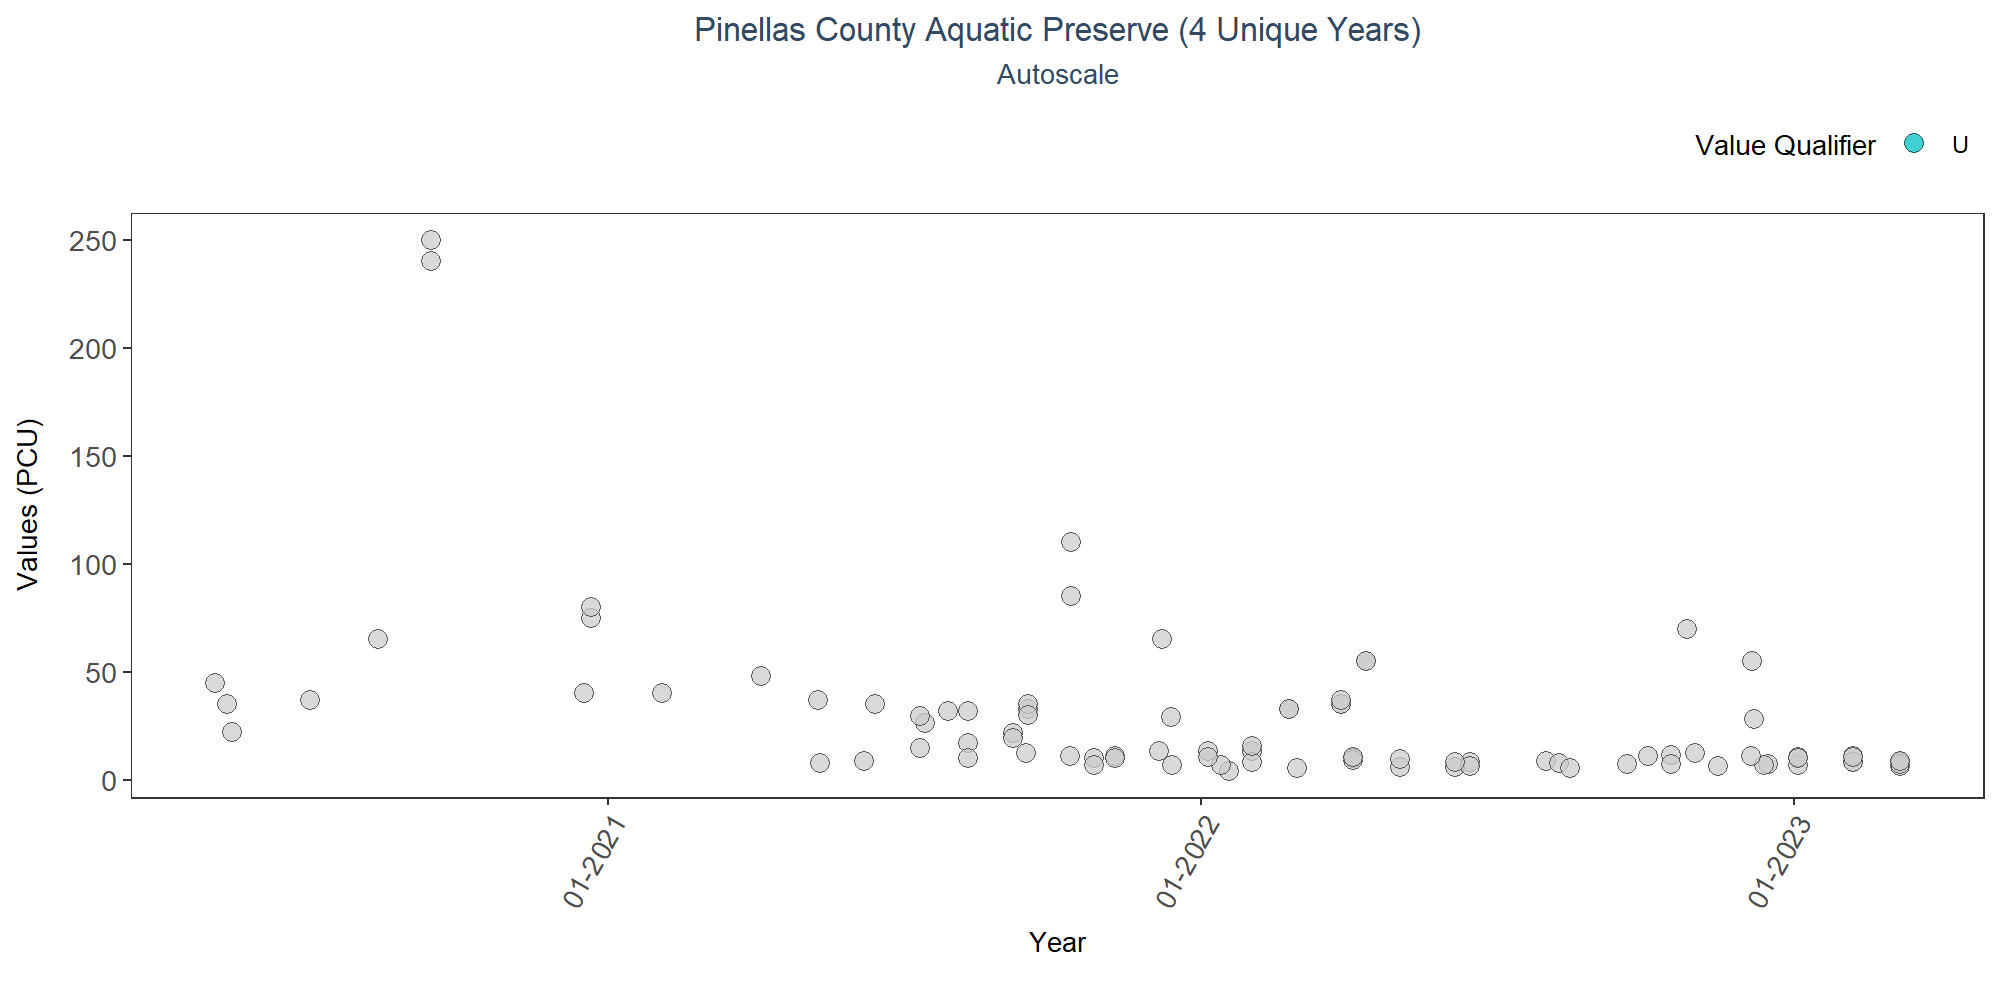 Pinellas County Aquatic Preserve (4 Unique Years)
Autoscale
Value Qualifier U
Values (PCU)
250
200
150
100
50
0
01-2021
01-2022
01-2023
Year